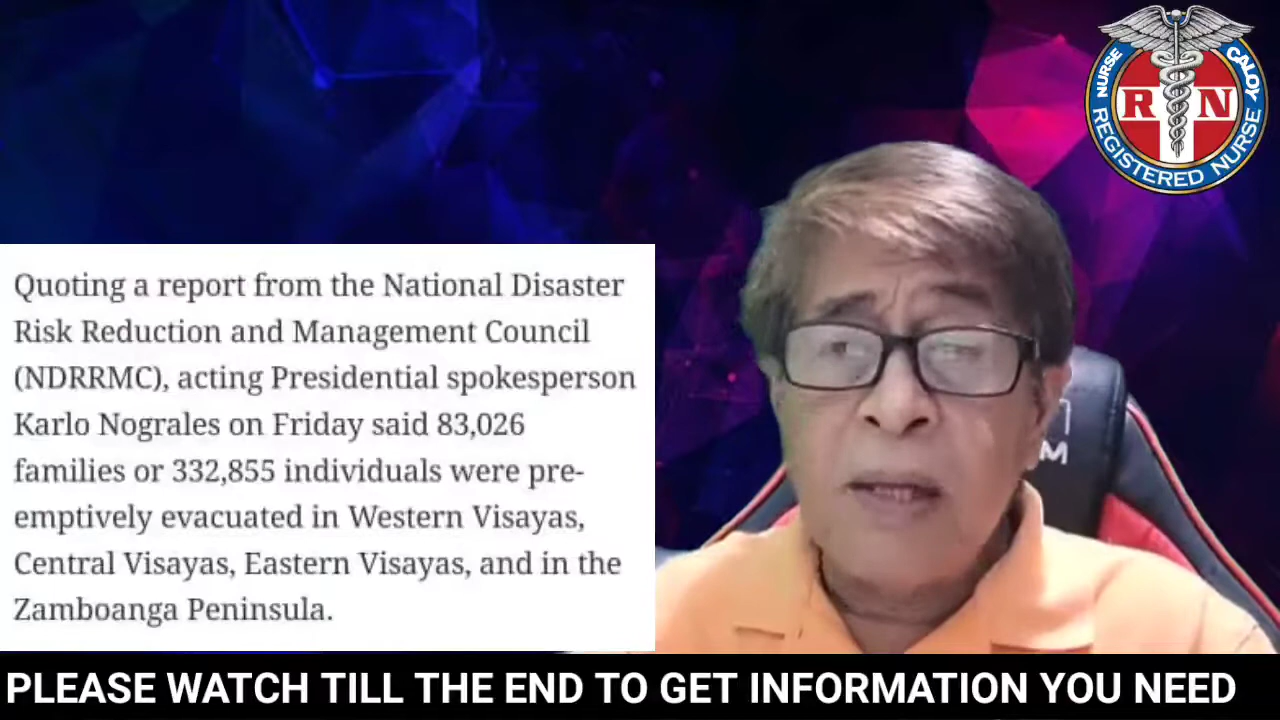 NURSE CALOY
R N
REGISTERED NURSE
Quoting a report from the National Disaster
Risk Reduction and Management Council
(NDRRMC), acting Presidential spokesperson
Karlo Nograles on Friday said 83,026
families or 332,855 individuals were pre-
emptively evacuated in Western Visayas,
Central Visayas, Eastern Visayas, and in the
Zamboanga Peninsula.
M
PLEASE WATCH TILL THE END TO GET INFORMATION YOU NEED